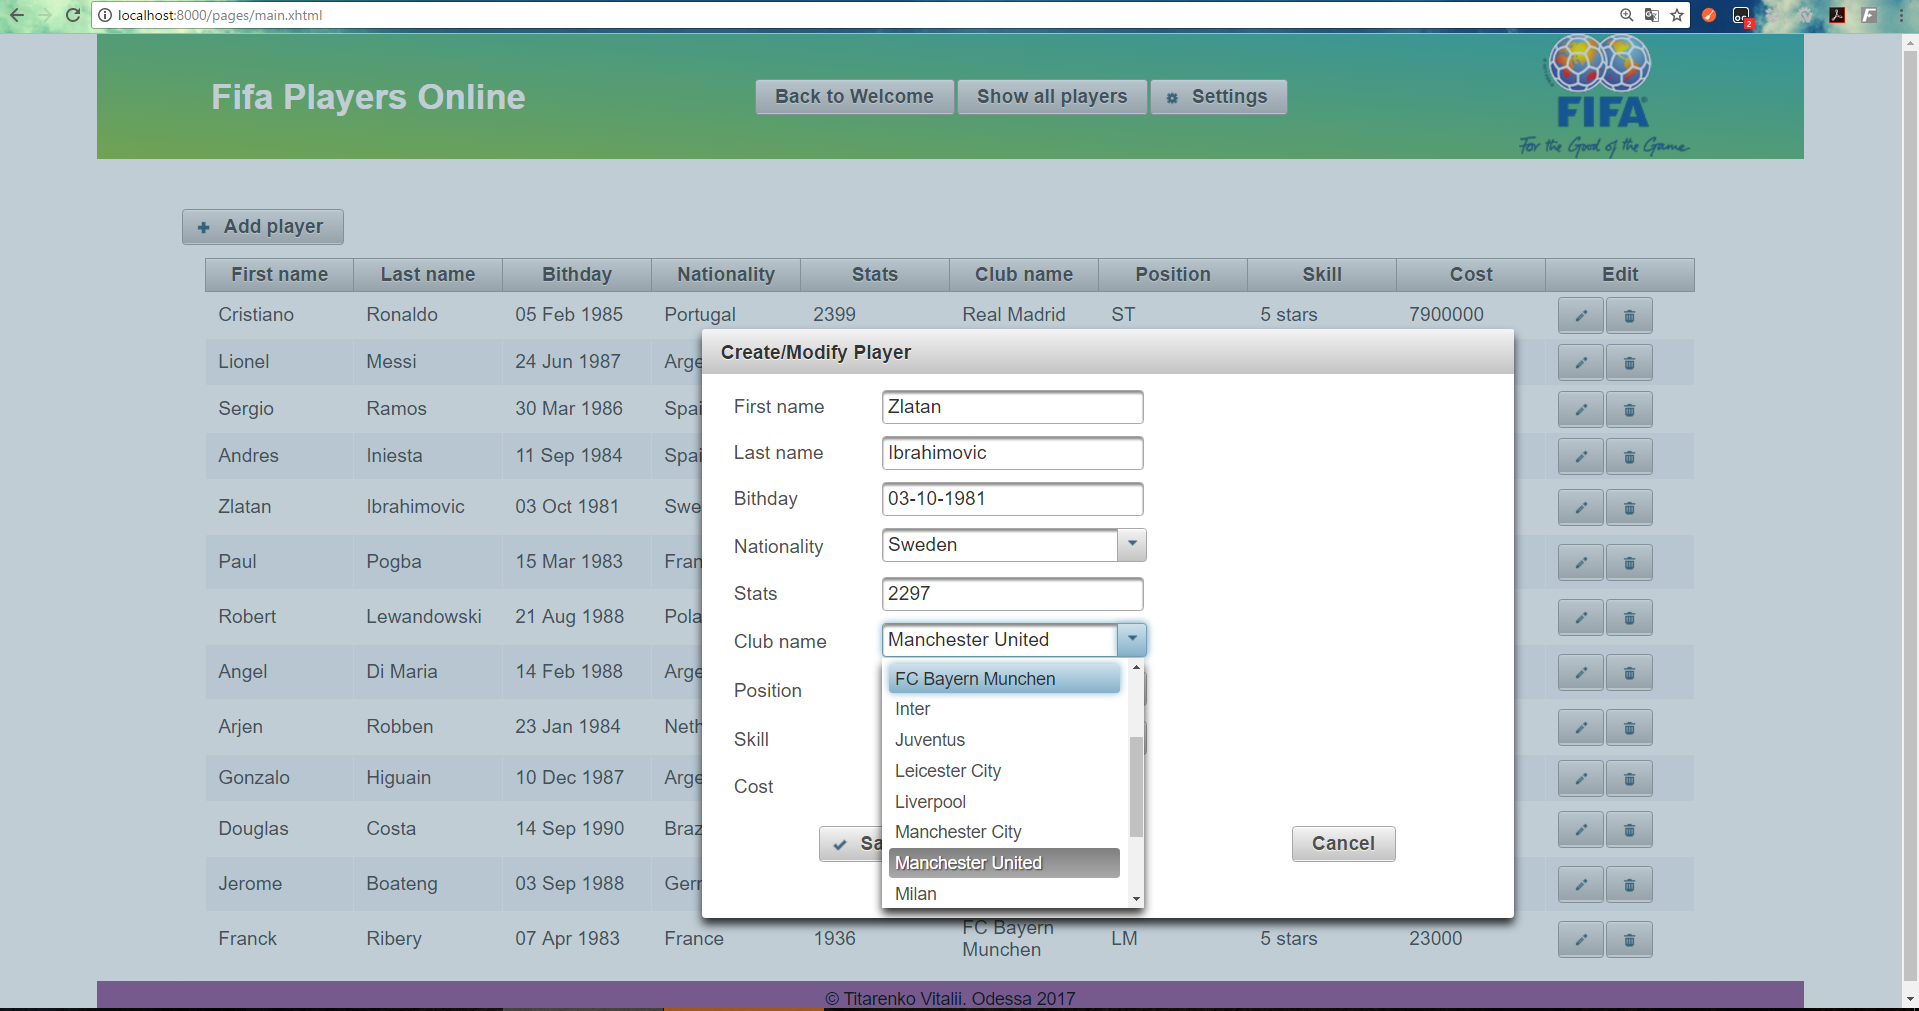 localhost:8000/pages/main.xhtml
2
Fifa Players Online
Back to Welcome
Show all players
Settings
FIFA
For the Good of the Game
Add player
First name Last name Bithday Nationality Stats Club name Position Skill Cost Edit
Cristiano Ronaldo 05 Feb 1985 Portugal 2399 Real Madrid ST 5 stars 7900000
Lionel Messi 24 Jun 1987 Arge
Sergio Ramos 30 Mar 1986 Spai
Andres Iniesta 11 Sep 1984 Spai
Zlatan Ibrahimovic 03 Oct 1981 Swe
Paul Pogba 15 Mar 1983 Fran
Robert Lewandowski 21 Aug 1988 Pola
Angel Di Maria 14 Feb 1988 Arge
Arjen Robben 23 Jan 1984 Neth
Gonzalo Higuain 10 Dec 1987 Arge
Douglas Costa 14 Sep 1990 Braz
Jerome Boateng 03 Sep 1988 Gerr
Franck Ribery 07 Apr 1983 France 1936 FC Bayern Munchen LM 5 stars 23000
Create/Modify Player
First name Zlatan
Last name Ibrahimovic
Bithday 03-10-1981
Nationality Sweden
Stats 2297
Club name Manchester United
FC Bayern Munchen
Inter
Juventus
Leicester City
Liverpool
Manchester City
Manchester United
Milan
Position
Skill
Cost
Sa
Cancel
© Titarenko Vitalii. Odessa 2017